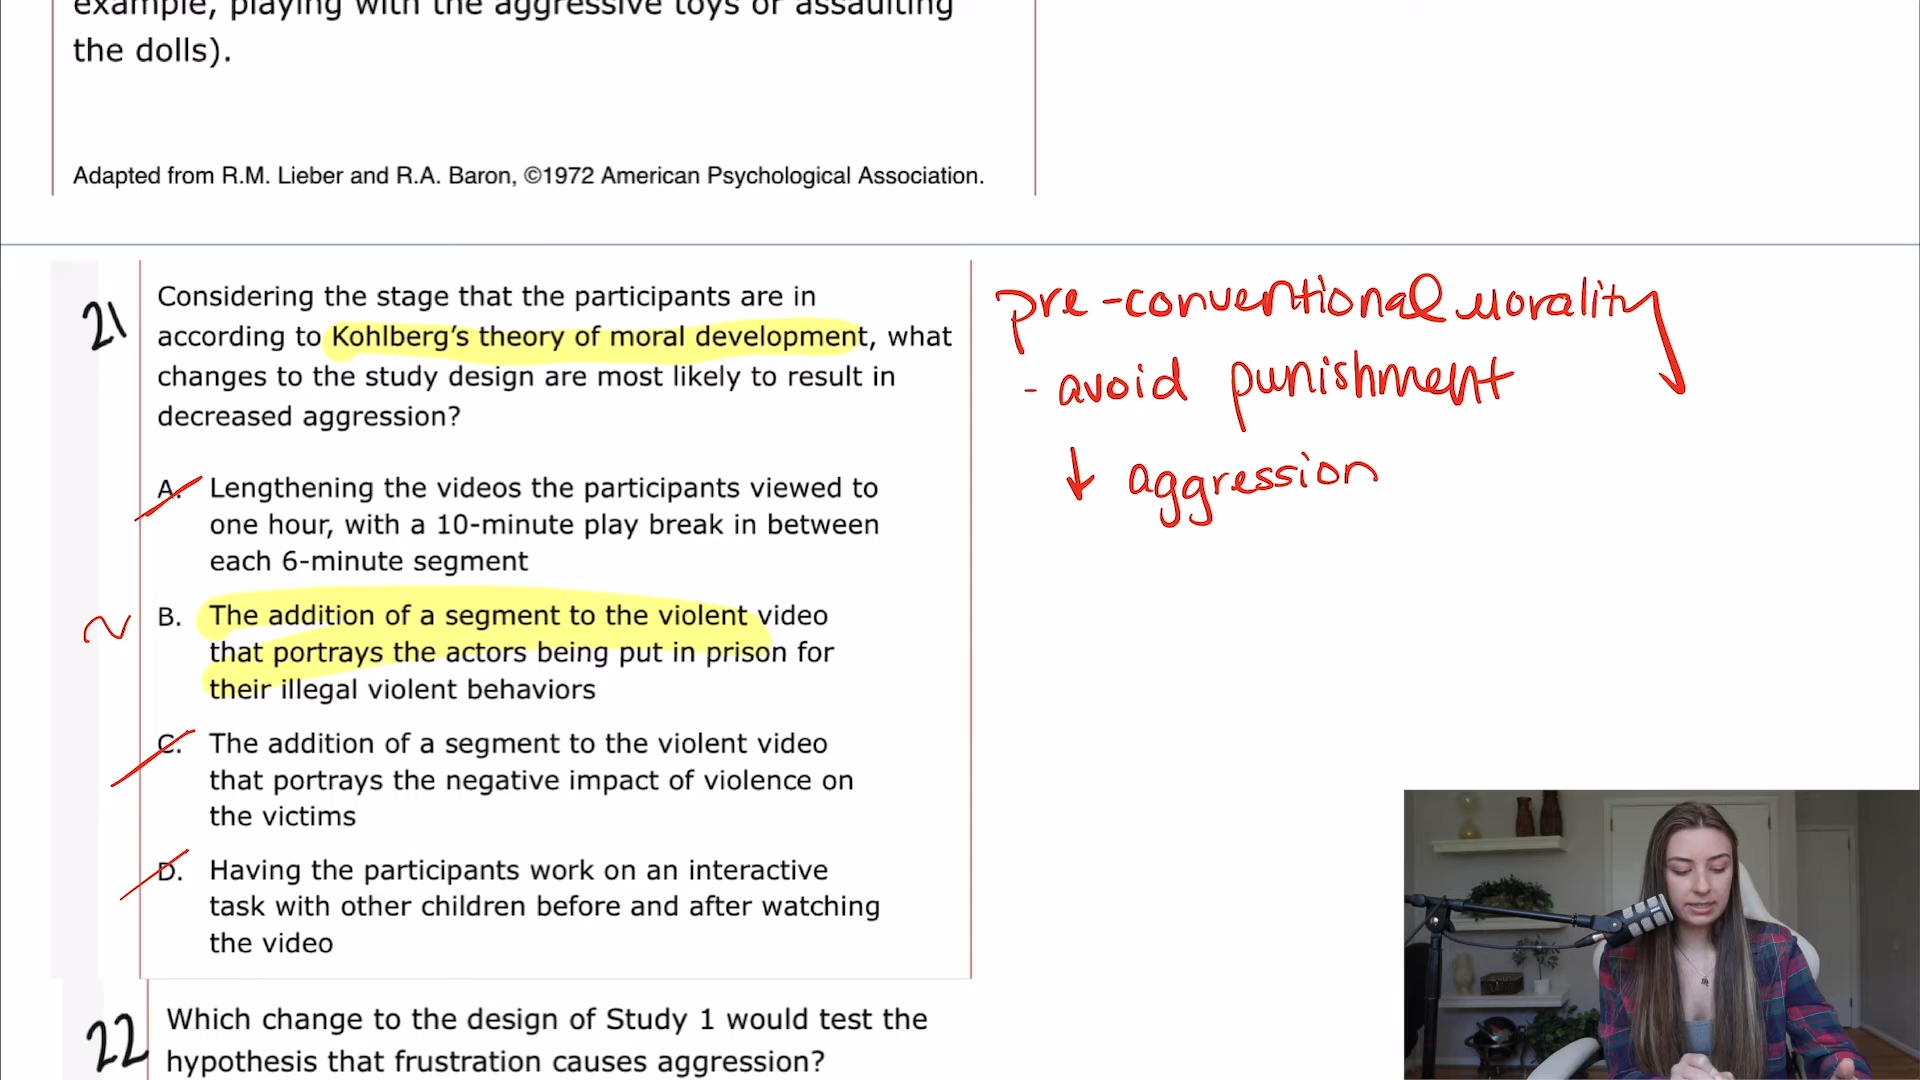 example, playing with the aggressive toys or assaulting
the dolls).
Adapted from R.M. Lieber and R.A. Baron, ©1972 American Psychological Association.
21
Considering the stage that the participants are in
according to Kohlberg's theory of moral development, what
changes to the study design are most likely to result in
decreased aggression?
A. Lengthening the videos the participants viewed to
one hour, with a 10-minute play break in between
each 6-minute segment
B. The addition of a segment to the violent video
that portrays the actors being put in prison for
their illegal violent behaviors
C. The addition of a segment to the violent video
that portrays the negative impact of violence on
the victims
D. Having the participants work on an interactive
task with other children before and after watching
the video
pre-conventional morality
- avoid punishment
↓ aggression
22
Which change to the design of Study 1 would test the
hypothesis that frustration causes aggression?